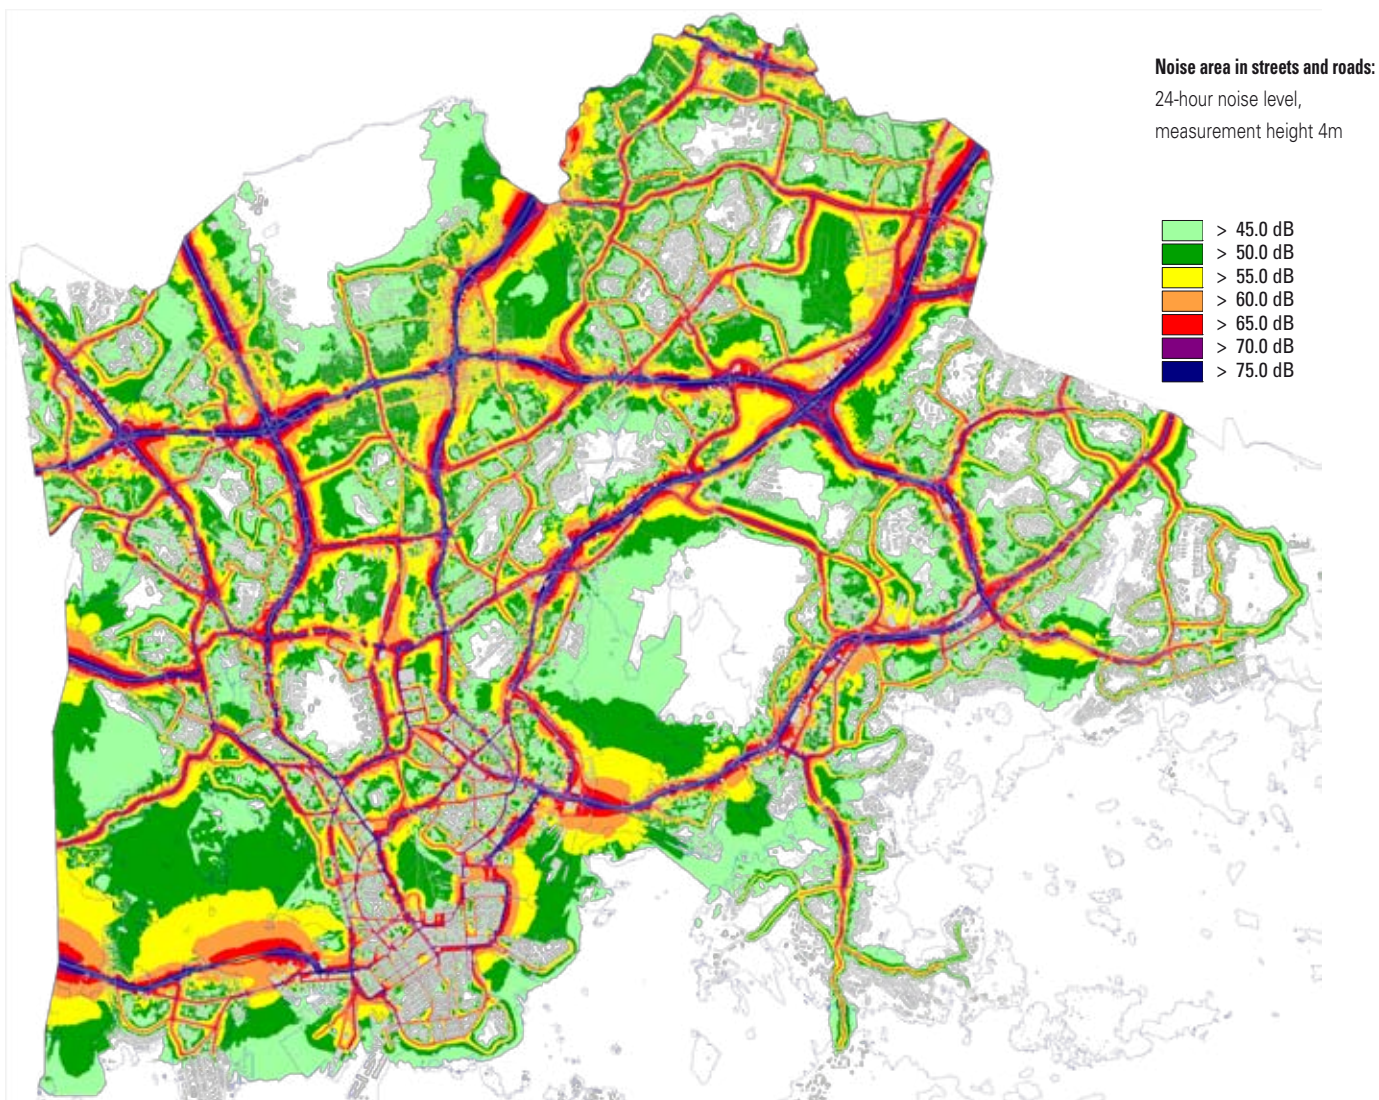 Noise area in streets and roads:
24-hour noise level,
measurement height 4m
> 45.0 dB
> 50.0 dB
> 55.0 dB
> 60.0 dB
> 65.0 dB
> 70.0 dB
> 75.0 dB